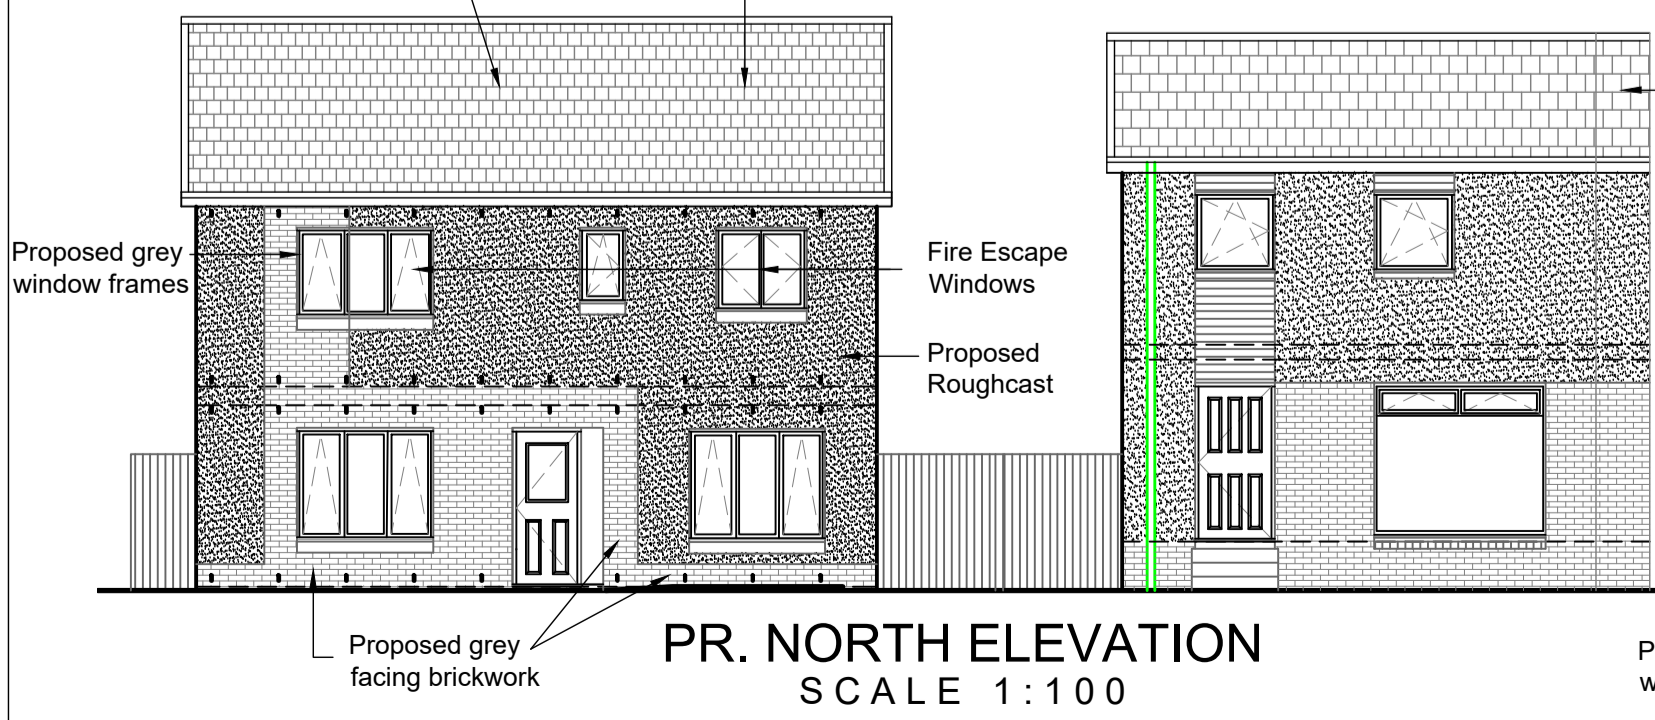 Proposed grey
window frames
Fire Escape
Windows
Proposed
Roughcast
Proposed grey
facing brickwork
PR. NORTH ELEVATION
SCALE 1:100
P
w